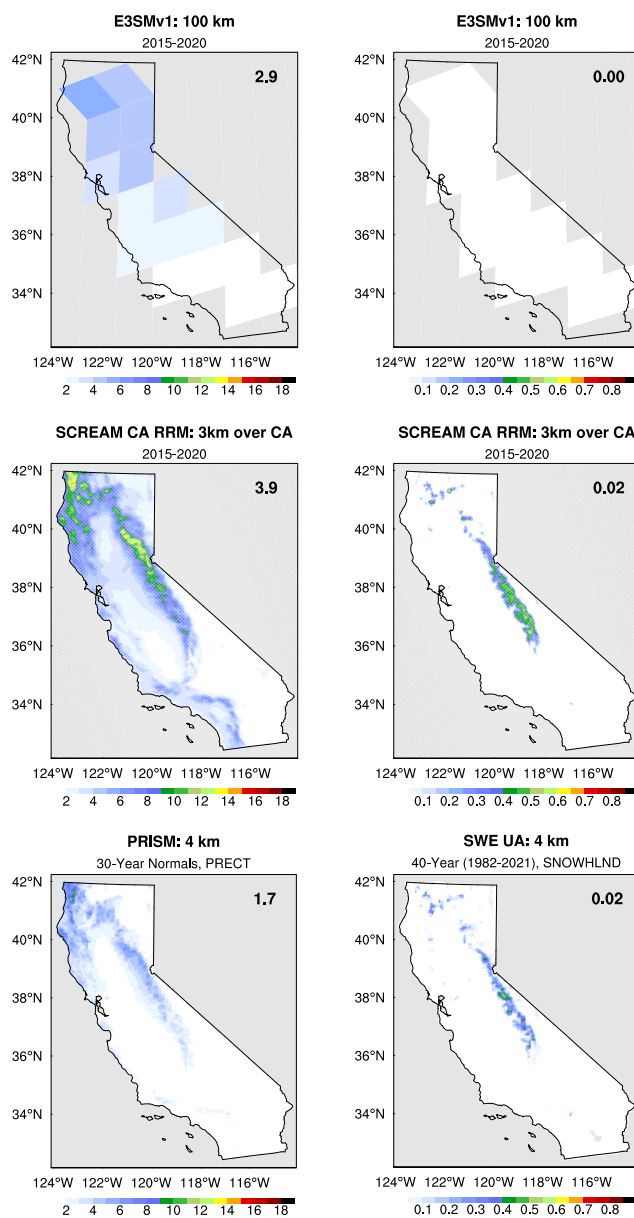 E3SMv1: 100 km
2015-2020
2.9
42°N
40°N
38°N
36°N
34°N
124°W 122°W 120°W 118°W 116°W
2 4 6 8 10 12 14 16 18
E3SMv1: 100 km
2015-2020
0.00
42°N
40°N
38°N
36°N
34°N
124°W 122°W 120°W 118°W 116°W
0.1 0.2 0.3 0.4 0.5 0.6 0.7 0.8
SCREAM CA RRM: 3km over CA
2015-2020
3.9
42°N
40°N
38°N
36°N
34°N
124°W 122°W 120°W 118°W 116°W
2 4 6 8 10 12 14 16 18
SCREAM CA RRM: 3km over CA
2015-2020
0.02
42°N
40°N
38°N
36°N
34°N
124°W 122°W 120°W 118°W 116°W
0.1 0.2 0.3 0.4 0.5 0.6 0.7 0.8
PRISM: 4 km
30-Year Normals, PRECT
1.7
42°N
40°N
38°N
36°N
34°N
124°W 122°W 120°W 118°W 116°W
2 4 6 8 10 12 14 16 18
SWE UA: 4 km
40-Year (1982-2021), SNOWHLND
0.02
42°N
40°N
38°N
36°N
34°N
124°W 122°W 120°W 118°W 116°W
0.1 0.2 0.3 0.4 0.5 0.6 0.7 0.8